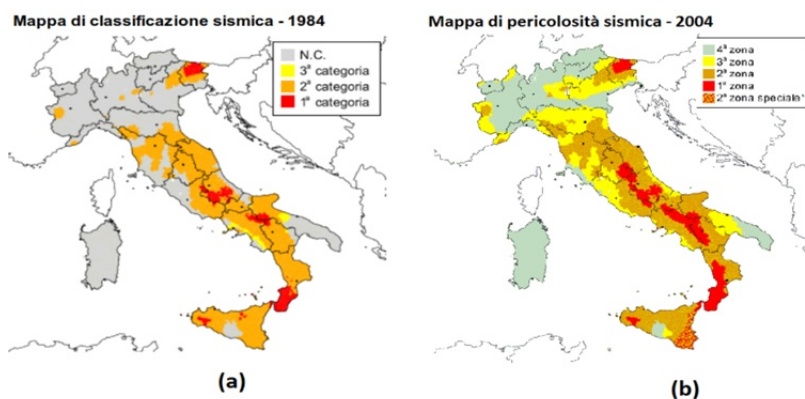 Mappa di classificazione sismica - 1984
N.C.
3ª categoria
2ª categoria
1ª categoria
(a)
Mappa di pericolosità sismica - 2004
4ª zona
3ª zona
2ª zona
1ª zona
2ª zona speciale*
(b)